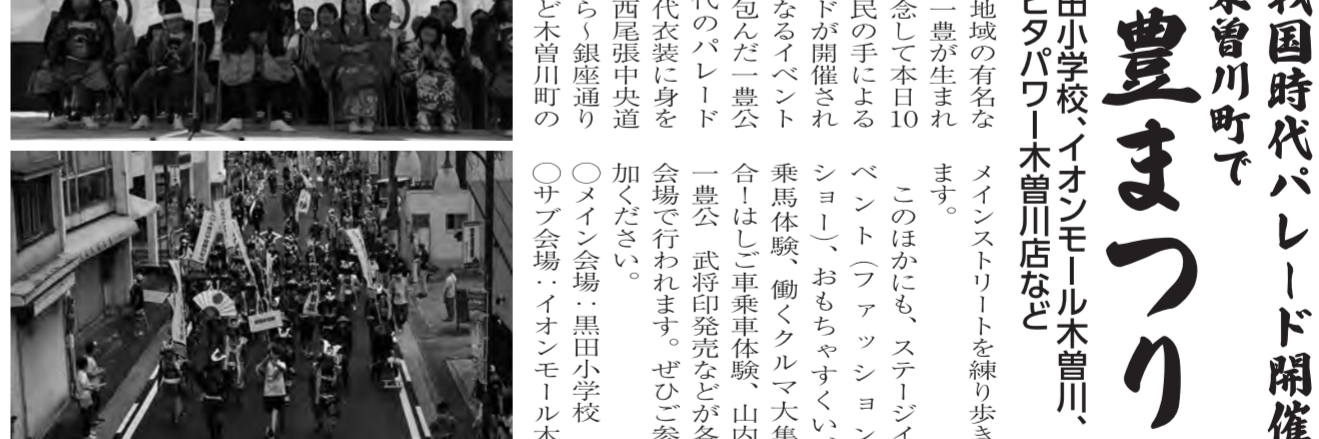 戦国時代パレード開催
木曽川町で
豊まつり
田小学校、イオンモール木曽川、
ピタパワー木曽川店など
地域の有名な
一豊が生まれ
念して本日10
民の手による
ドが開催され
なるイベント
包んだ一豊公
代のパレード
代衣装に身を
西尾張中央道
ら～銀座通り
ど木曽川町の
メインストリートを練り歩き
ます。
このほかにも、ステージイ
ベント（ファッション
ショー）、おもちゃすくい、
乗馬体験、働くクルマ大集
合！はしご車乗車体験、山内
一豊公　武将印発売などが各
会場で行われます。ぜひご参
加ください。
〇メイン会場：黒田小学校
〇サブ会場：イオンモール木